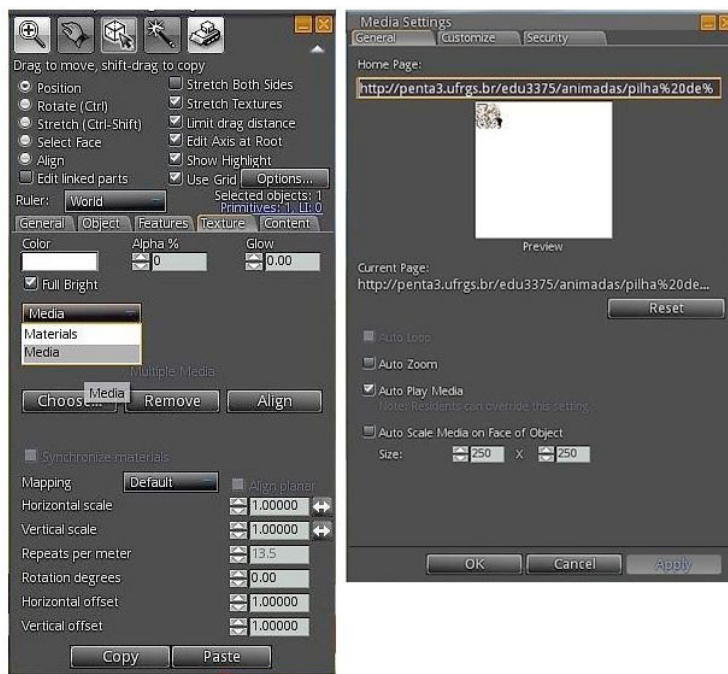 Drag to move, shift-drag to copy
Position
Rotate (Ctrl)
Stretch (Ctrl-Shift)
Select Face
Align
Edit linked parts
Stretch Both Sides
Stretch Textures
Limit drag distance
Edit Axis at Root
Show Highlight
Use Grid Options...
Ruler: World
Selected objects: 1
Primitives: 1, LI: 0
General Object Features Texture Content
Color Alpha % Glow
0 0.00
Full Bright
Media
Materials
Media
Multiple Media
Media
Choose... Remove Align
Synchronize materials
Mapping Default Align planar
Horizontal scale 1.00000
Vertical scale 1.00000
Repeats per meter 13.5
Rotation degrees 0.00
Horizontal offset 1.00000
Vertical offset 1.00000
Copy Paste
Media Settings
General Customize Security
Home Page:
http://penta3.ufrgs.br/edu3375/animadas/pilha%20de%
Preview
Current Page:
http://penta3.ufrgs.br/edu3375/animadas/pilha%20de...
Reset
Auto Loop
Auto Zoom
Auto Play Media
Note: Residents can override this setting
Auto Scale Media on Face of Object
Size: 250 X 250
OK Cancel Apply